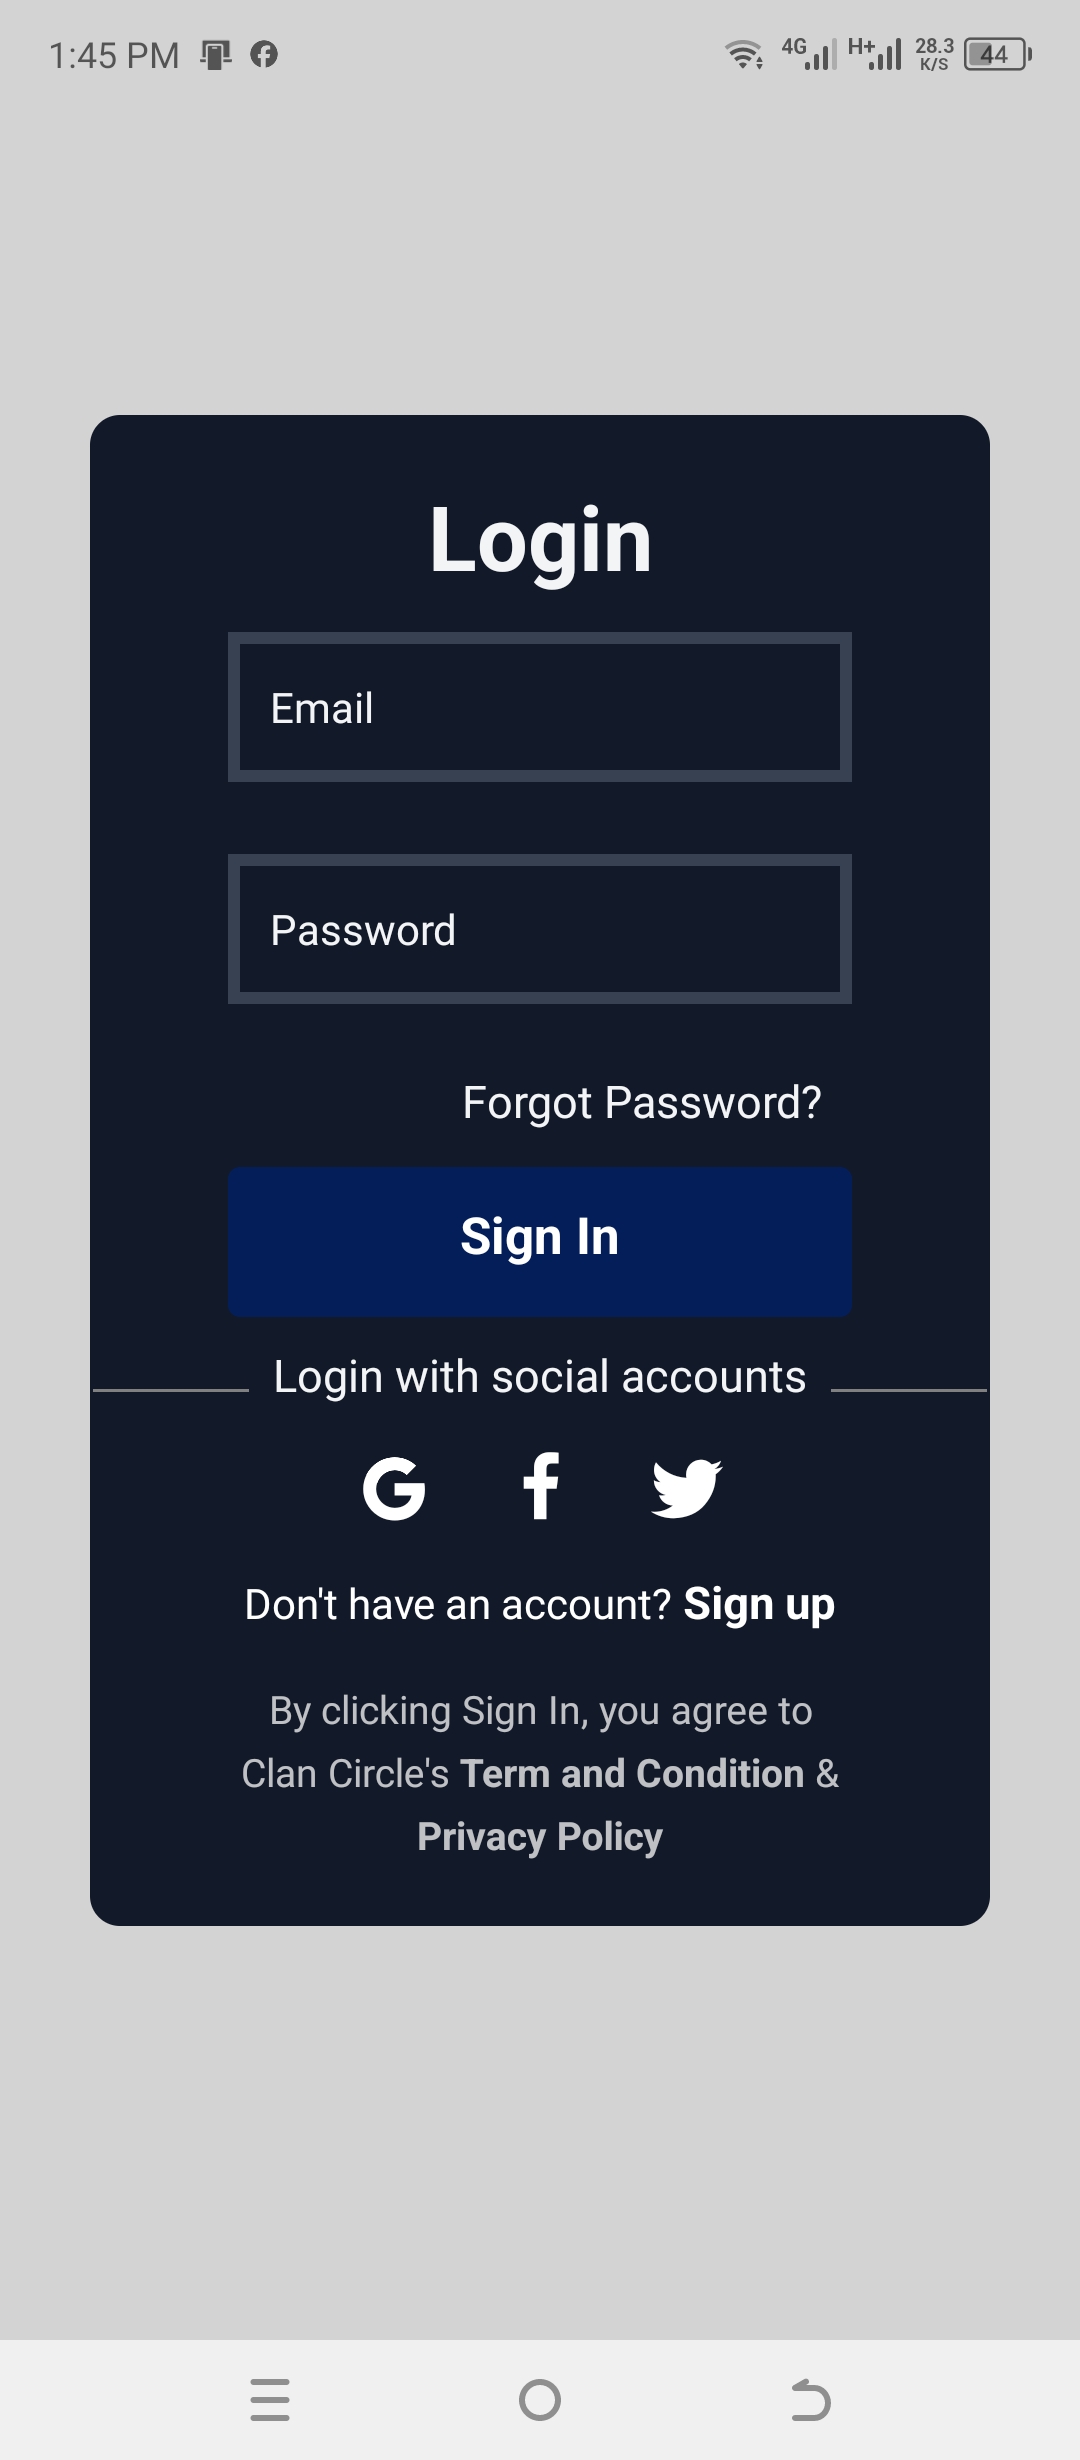 1:45 PM 4G H+ 28.3 K/S 44
Login
Email
Password
Forgot Password?
Sign In
Login with social accounts
Don't have an account? Sign up
By clicking Sign In, you agree to
Clan Circle's Term and Condition &
Privacy Policy